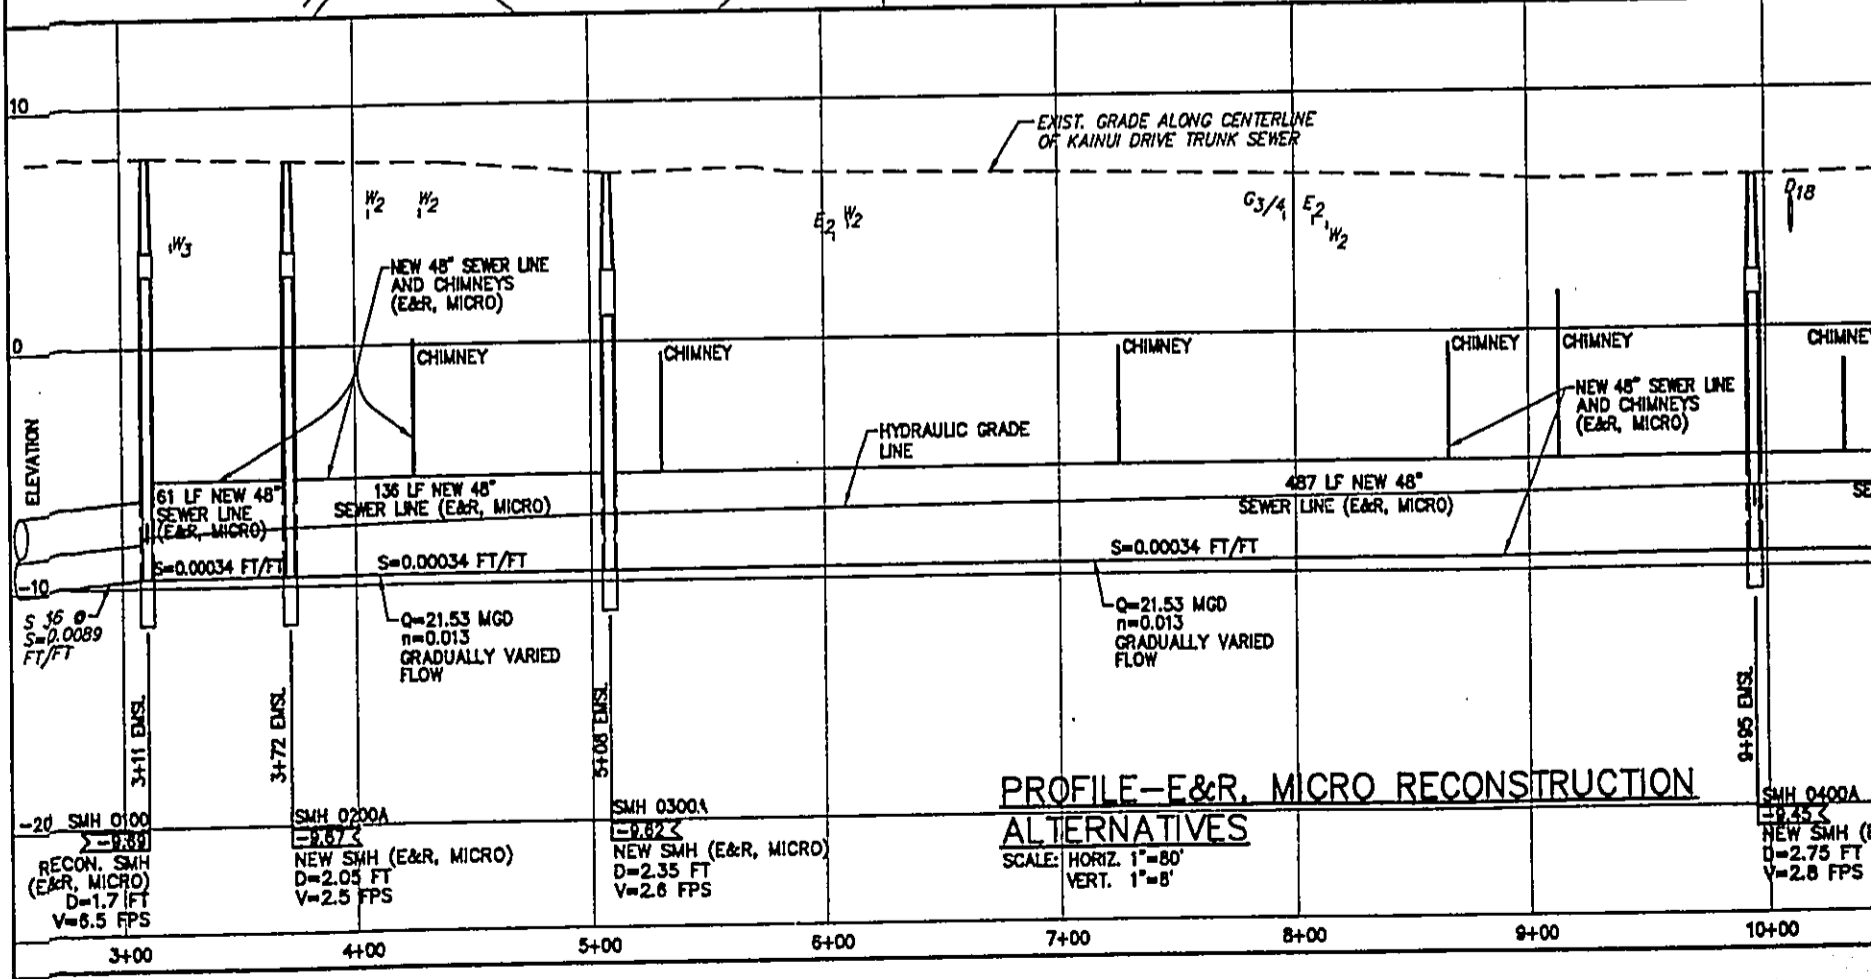 10
EXIST. GRADE ALONG CENTERLINE
OF KAINUI DRIVE TRUNK SEWER
W2
W2
W3
E2
W2
G3/4
E2
W2
D18
NEW 48" SEWER LINE
AND CHIMNEYS
(E&R, MICRO)
0
CHIMNEY
CHIMNEY
CHIMNEY
CHIMNEY
CHIMNEY
CHIMNEY
NEW 48" SEWER LINE
AND CHIMNEYS
(E&R, MICRO)
HYDRAULIC GRADE
LINE
ELEVATION
61 LF NEW 48"
SEWER LINE
(E&R, MICRO)
136 LF NEW 48"
SEWER LINE (E&R, MICRO)
487 LF NEW 48"
SEWER LINE (E&R, MICRO)
SE
S=0.00034 FT/FT
S=0.00034 FT/FT
S=0.00034 FT/FT
-10
S 36
S=0.0089
FT/FT
Q=21.53 MGD
n=0.013
GRADUALLY VARIED
FLOW
Q=21.53 MGD
n=0.013
GRADUALLY VARIED
FLOW
3+11 EMSL
3+72 EMSL
5+08 EMSL
9+95 EMSL
-20
SMH 0100
-9.69
RECON. SMH
(E&R, MICRO)
D=1.7 FT
V=6.5 FPS
SMH 0200A
-9.67
NEW SMH (E&R, MICRO)
D=2.05 FT
V=2.5 FPS
SMH 0300A
-9.62
NEW SMH (E&R, MICRO)
D=2.35 FT
V=2.6 FPS
PROFILE-E&R, MICRO RECONSTRUCTION
ALTERNATIVES
SCALE: HORIZ. 1"=80'
VERT. 1"=8'
SMH 0400A
-9.45
NEW SMH (E
D=2.75 FT
V=2.8 FPS
3+00
4+00
5+00
6+00
7+00
8+00
9+00
10+00